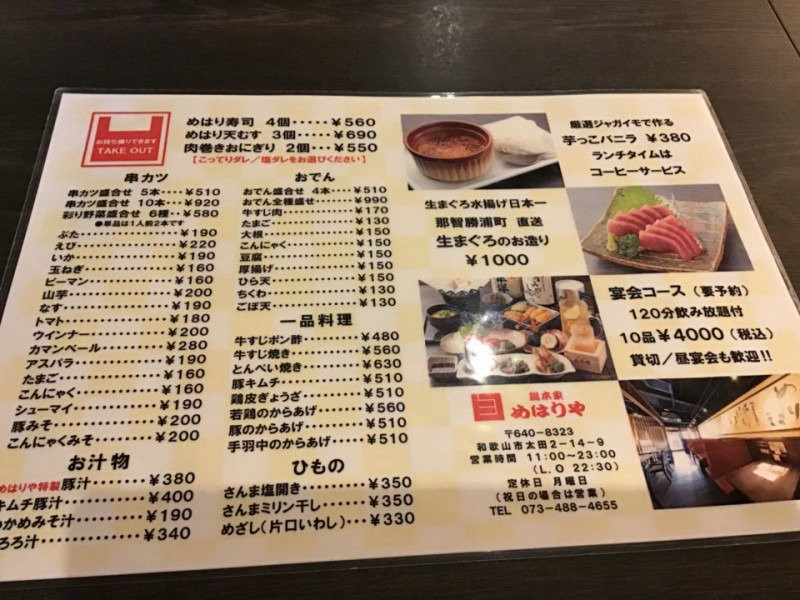 お持ち帰りできます
TAKE OUT
めはり寿司 4個・・・・・¥560
めはり天むす 3個・・・・¥690
肉巻きおにぎり 2個・・・¥550
[こってりダレ/塩ダレをお選びください]
串カツ
串カツ盛合せ 5本・・・・¥510
串カツ盛合せ 10本・・・¥920
彩り野菜盛合せ 6種・・¥580
●単品は1人前2本です
ぶた・・・・・・・・・¥190
えび・・・・・・・・・¥220
いか・・・・・・・・・¥190
玉ねぎ・・・・・・・・¥160
ピーマン・・・・・・・¥160
山芋・・・・・・・・・¥200
なす・・・・・・・・・¥190
トマト・・・・・・・・¥180
ウインナー・・・・・・¥200
カマンベール・・・・・¥280
アスパラ・・・・・・・¥190
たまご・・・・・・・・¥160
こんにゃく・・・・・・¥160
シューマイ・・・・・・¥190
豚みそ・・・・・・・・¥200
こんにゃくみそ・・・・¥200
お汁物
めはりや特製豚汁・・・¥380
キムチ豚汁・・・・・・¥400
わかめみそ汁・・・・・¥190
とろろ汁・・・・・・・¥340
おでん
おでん盛合せ 4本・・・¥510
おでん全種盛せ・・・・¥990
牛すじ肉・・・・・・・¥170
たまご・・・・・・・・¥130
大根・・・・・・・・・¥150
こんにゃく・・・・・・¥150
豆腐・・・・・・・・・¥150
厚揚げ・・・・・・・・¥150
ひら天・・・・・・・・¥150
ちくわ・・・・・・・・¥130
ごぼ天・・・・・・・・¥130
一品料理
牛すじポン酢・・・・・¥480
牛すじ焼き・・・・・・¥560
とんぺい焼き・・・・・¥630
豚キムチ・・・・・・・¥510
鶏皮ぎょうざ・・・・・¥510
若鶏のからあげ・・・・¥560
豚のからあげ・・・・・¥510
手羽中のからあげ・・・¥510
ひもの
さんま塩開き・・・・・¥350
さんまミリン干し・・・¥350
めざし(片口いわし)・・・¥330
厳選ジャガイモで作る
芋っこバニラ ¥380
ランチタイムは
コーヒーサービス
生まぐろ水揚げ日本一
那智勝浦町 直送
生まぐろのお造り
¥1000
宴会コース(要予約)
120分飲み放題付
10品¥4000(税込)
貸切/昼宴会も歓迎!!
総本家
めはりや
〒640-8323
和歌山市太田2-14-9
営業時間 11:00~23:00
(L.O 22:30)
定休日 月曜日
(祝日の場合は営業)
TEL 073-488-4655